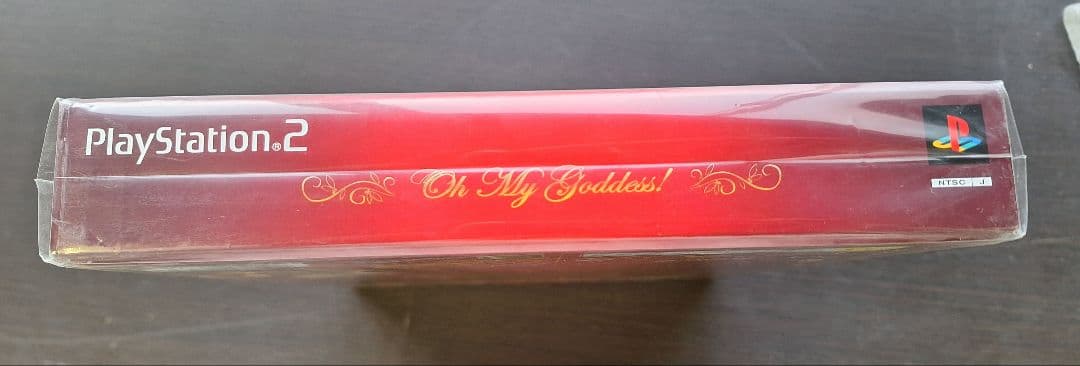 PlayStation®2
Oh My Goddess!
NTSC J